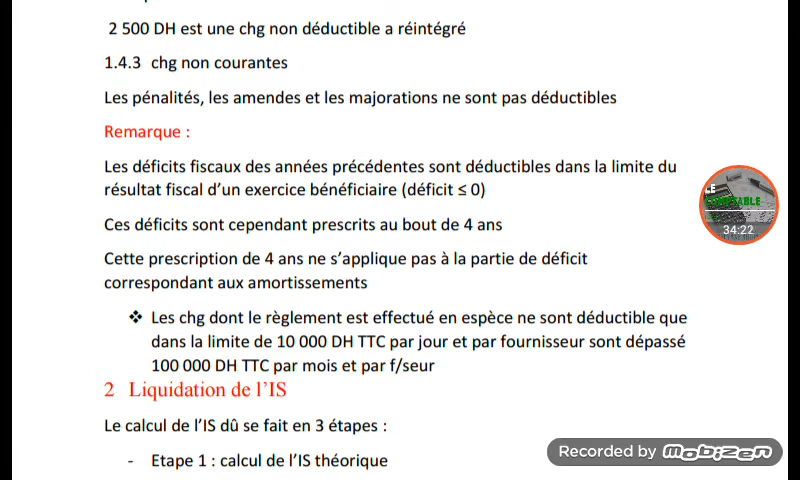 2 500 DH est une chg non déductible a réintégré
1.4.3 chg non courantes
Les pénalités, les amendes et les majorations ne sont pas déductibles
Remarque :
Les déficits fiscaux des années précédentes sont déductibles dans la limite du
résultat fiscal d’un exercice bénéficiaire (déficit ≤ 0)
Ces déficits sont cependant prescrits au bout de 4 ans
Cette prescription de 4 ans ne s’applique pas à la partie de déficit
correspondant aux amortissements
❖ Les chg dont le règlement est effectué en espèce ne sont déductible que
dans la limite de 10 000 DH TTC par jour et par fournisseur sont dépassé
100 000 DH TTC par mois et par f/seur
2 Liquidation de l’IS
Le calcul de l’IS dû se fait en 3 étapes :
- Etape 1 : calcul de l’IS théorique
34:22
Recorded by mobizen